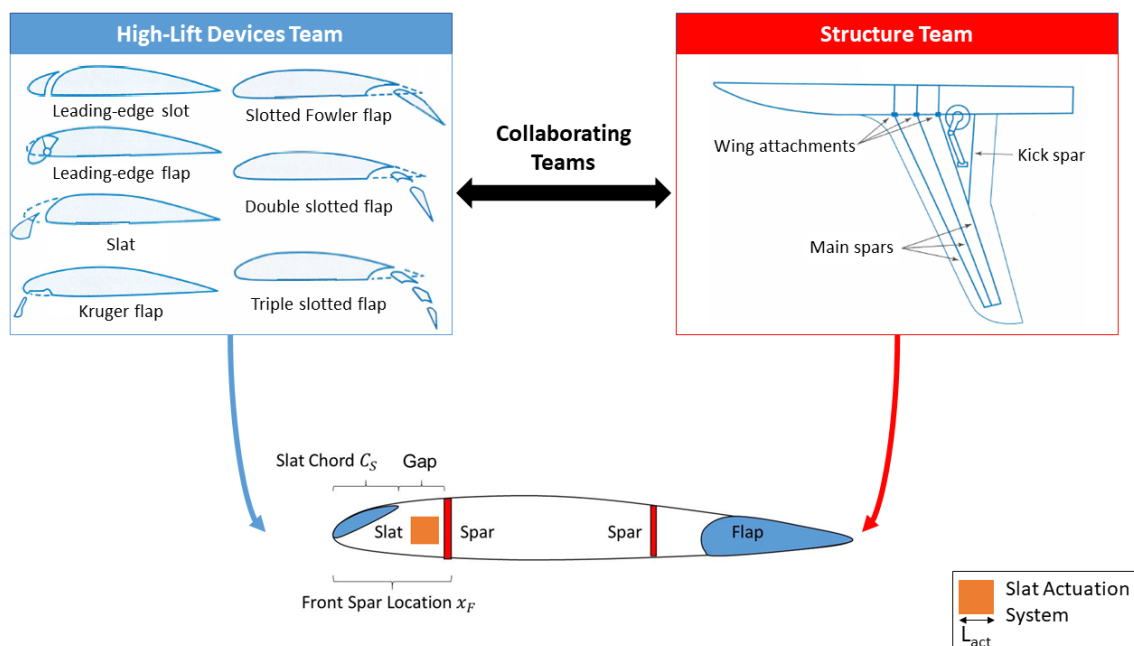 High-Lift Devices Team
Leading-edge slot
Leading-edge flap
Slat
Kruger flap
Slotted Fowler flap
Double slotted flap
Triple slotted flap
Collaborating
Teams
Structure Team
Wing attachments
Kick spar
Main spars
Slat Chord C_S
Gap
Slat
Spar
Spar
Flap
Front Spar Location x_F
Slat Actuation
System
L_act